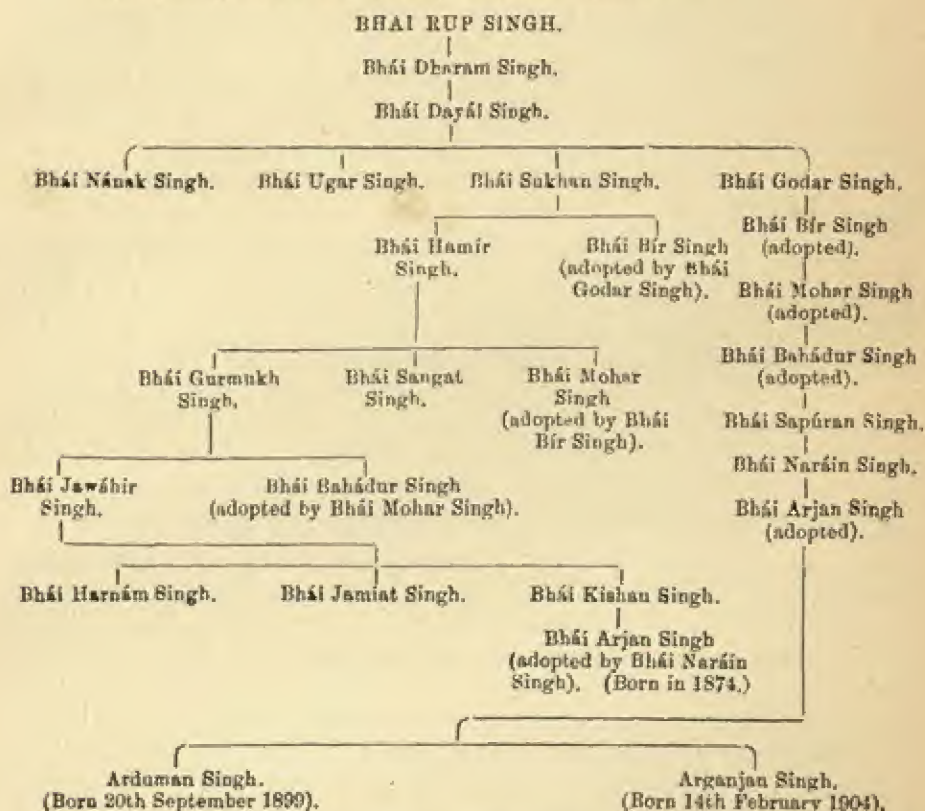 BHAI RUP SINGH.
Bhái Dharam Singh.
Bhái Dayál Singh.
Bhái Nának Singh. Bhái Ugar Singh. Bhái Sukhan Singh. Bhái Godar Singh.
Bhái Hamír Singh.
Bhái Bír Singh (adopted by Bhái Godar Singh).
Bhái Bír Singh (adopted).
Bhái Mohar Singh (adopted).
Bhái Gurmukh Singh.
Bhái Sangat Singh.
Bhái Mohar Singh (adopted by Bhái Bír Singh).
Bhái Bahádur Singh (adopted).
Bhái Sapúran Singh.
Bhái Naráin Singh.
Bhái Arjan Singh (adopted).
Bhái Jawáhir Singh.
Bhái Bahádur Singh (adopted by Bhái Mohar Singh).
Bhái Harnám Singh. Bhái Jamiat Singh. Bhái Kishan Singh.
Bhái Arjan Singh
(adopted by Bhái Naráin
Singh). (Born in 1874.)
Arduman Singh.
(Born 20th September 1899).
Arganjan Singh.
(Born 14th February 1904).